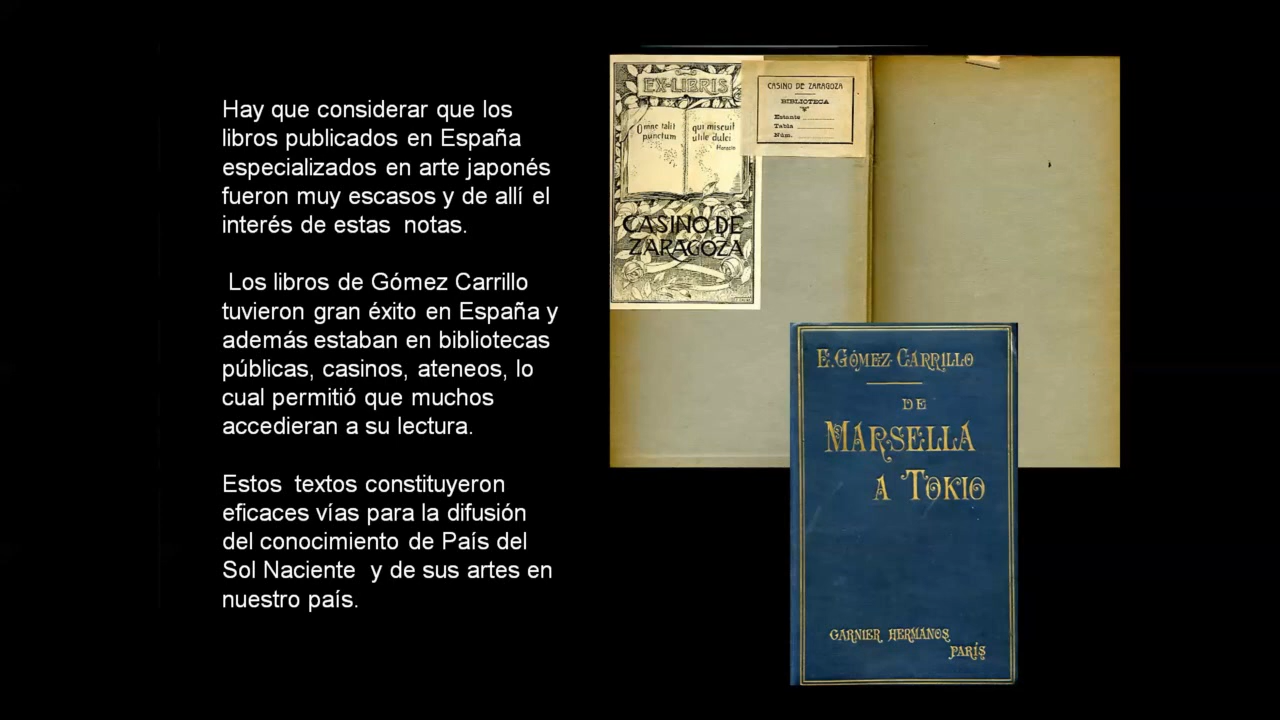 Hay que considerar que los
libros publicados en España
especializados en arte japonés
fueron muy escasos y de allí el
interés de estas notas.
Los libros de Gómez Carrillo
tuvieron gran éxito en España y
además estaban en bibliotecas
públicas, casinos, ateneos, lo
cual permitió que muchos
accedieran a su lectura.
Estos textos constituyeron
eficaces vías para la difusión
del conocimiento de País del
Sol Naciente y de sus artes en
nuestro país.
EX-LIBRIS
Omne tulit
punctum
qui miscuit
utile dulci
Horacio
CASINO DE
ZARAGOZA
CASINO DE ZARAGOZA
BIBLIOTECA
Estante
Tabla
Núm.
E. GÓMEZ CARRILLO
DE
MARSELLA
A TOKIO
GARNIER HERMANOS
PARÍS